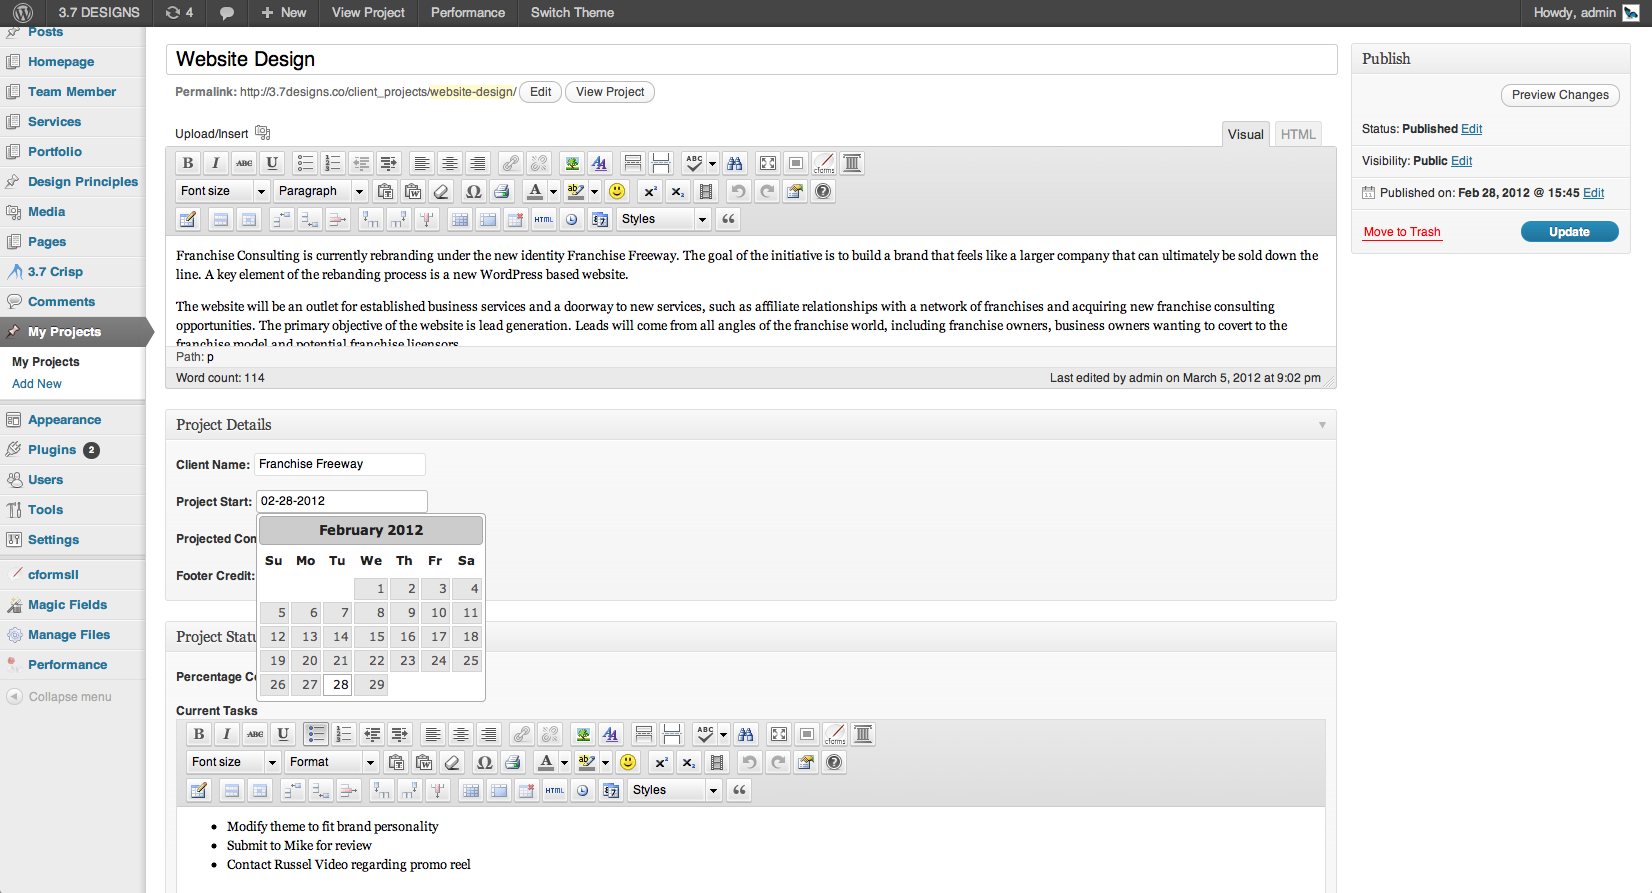 3.7 DESIGNS 4 New View Project Performance Switch Theme Howdy, admin
Posts
Homepage
Team Member
Services
Portfolio
Design Principles
Media
Pages
3.7 Crisp
Comments
My Projects
My Projects
Add New
Appearance
Plugins 2
Users
Tools
Settings
cformsII
Magic Fields
Manage Files
Performance
Collapse menu
Website Design
Permalink: http://3.7designs.co/client_projects/website-design/ Edit View Project
Upload/Insert Visual HTML
B I ABC U ABC cforms
Font size Paragraph T W Ω A ab x² x₂ ?
HTML Styles
Franchise Consulting is currently rebranding under the new identity Franchise Freeway. The goal of the initiative is to build a brand that feels like a larger company that can ultimately be sold down the
line. A key element of the rebanding process is a new WordPress based website.
The website will be an outlet for established business services and a doorway to new services, such as affiliate relationships with a network of franchises and acquiring new franchise consulting
opportunities. The primary objective of the website is lead generation. Leads will come from all angles of the franchise world, including franchise owners, business owners wanting to covert to the
franchise model and potential franchise licensors.
Path: p
Word count: 114 Last edited by admin on March 5, 2012 at 9:02 pm
Project Details
Client Name: Franchise Freeway
Project Start: 02-28-2012
Projected Con
Footer Credit:
February 2012
Su Mo Tu We Th Fr Sa
1 2 3 4
5 6 7 8 9 10 11
12 13 14 15 16 17 18
19 20 21 22 23 24 25
26 27 28 29
Project Statu
Percentage Co
Current Tasks
B I ABC U ABC cforms
Font size Format T W Ω A ab x² x₂ ?
HTML Styles
Modify theme to fit brand personality
Submit to Mike for review
Contact Russel Video regarding promo reel
Publish
Preview Changes
Status: Published Edit
Visibility: Public Edit
Published on: Feb 28, 2012 @ 15:45 Edit
Move to Trash Update